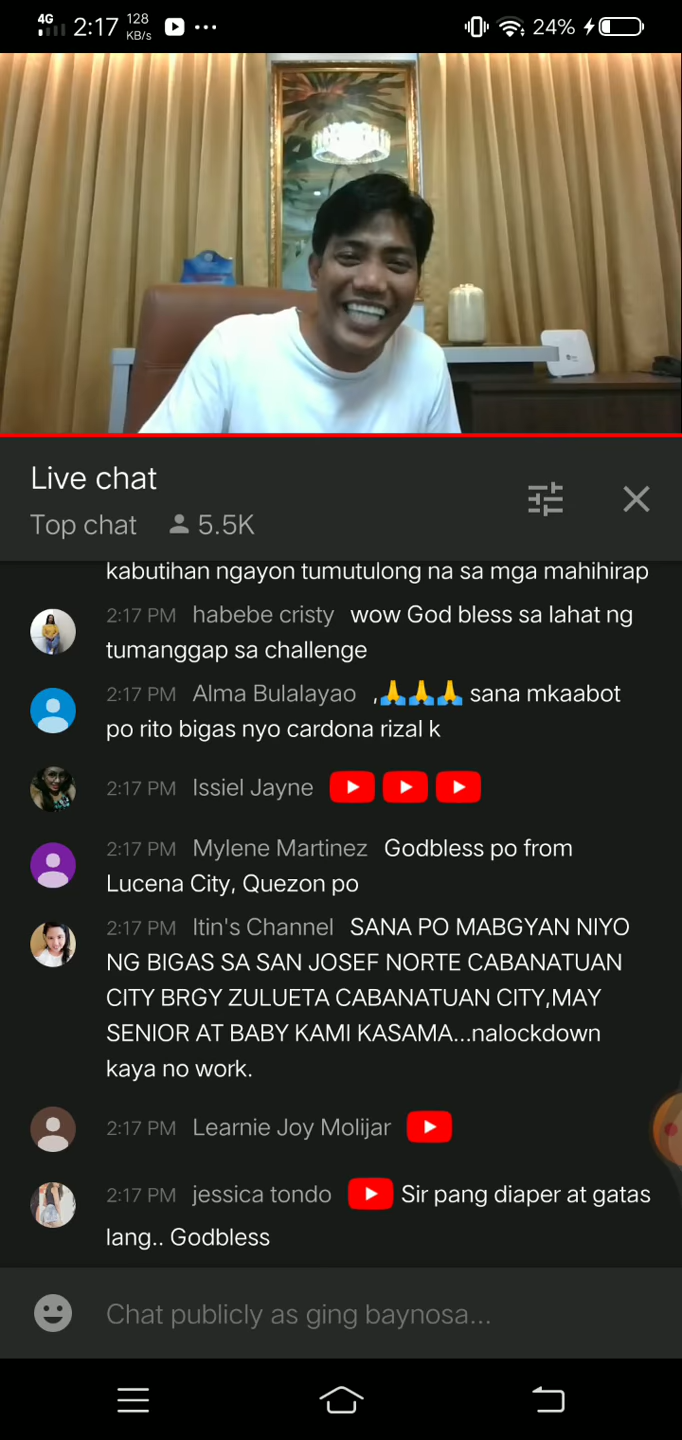 4G 2:17 128 KB/s 24%
Live chat
Top chat 5.5K
kabutihan ngayon tumutulong na sa mga mahihirap
2:17 PM habebe cristy wow God bless sa lahat ng
tumanggap sa challenge
2:17 PM Alma Bulalayao ,🙏🙏🙏 sana mkaabot
po rito bigas nyo cardona rizal k
2:17 PM Issiel Jayne
2:17 PM Mylene Martinez Godbless po from
Lucena City, Quezon po
2:17 PM Itin's Channel SANA PO MABGYAN NIYO
NG BIGAS SA SAN JOSEF NORTE CABANATUAN
CITY BRGY ZULUETA CABANATUAN CITY,MAY
SENIOR AT BABY KAMI KASAMA...nalockdown
kaya no work.
2:17 PM Learnie Joy Molijar
2:17 PM jessica tondo Sir pang diaper at gatas
lang.. Godbless
Chat publicly as ging baynosa...